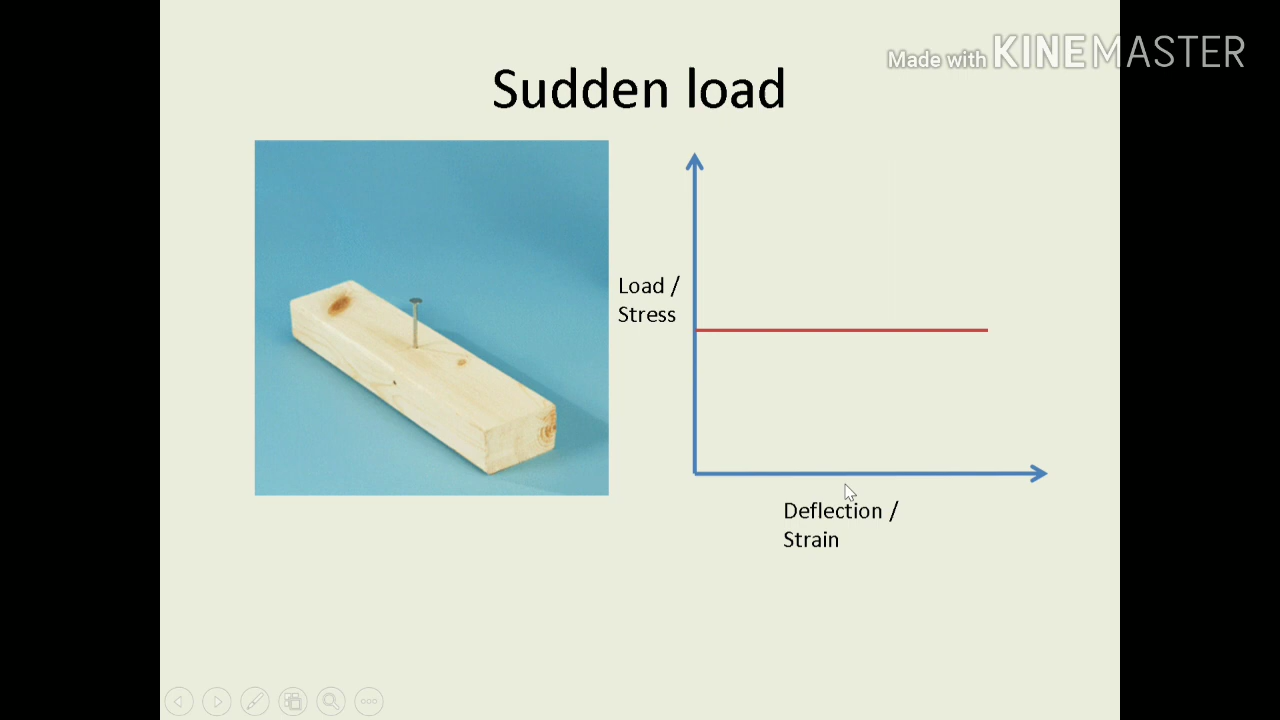 Made with KINEMASTER
Sudden load
Load /
Stress
Deflection /
Strain